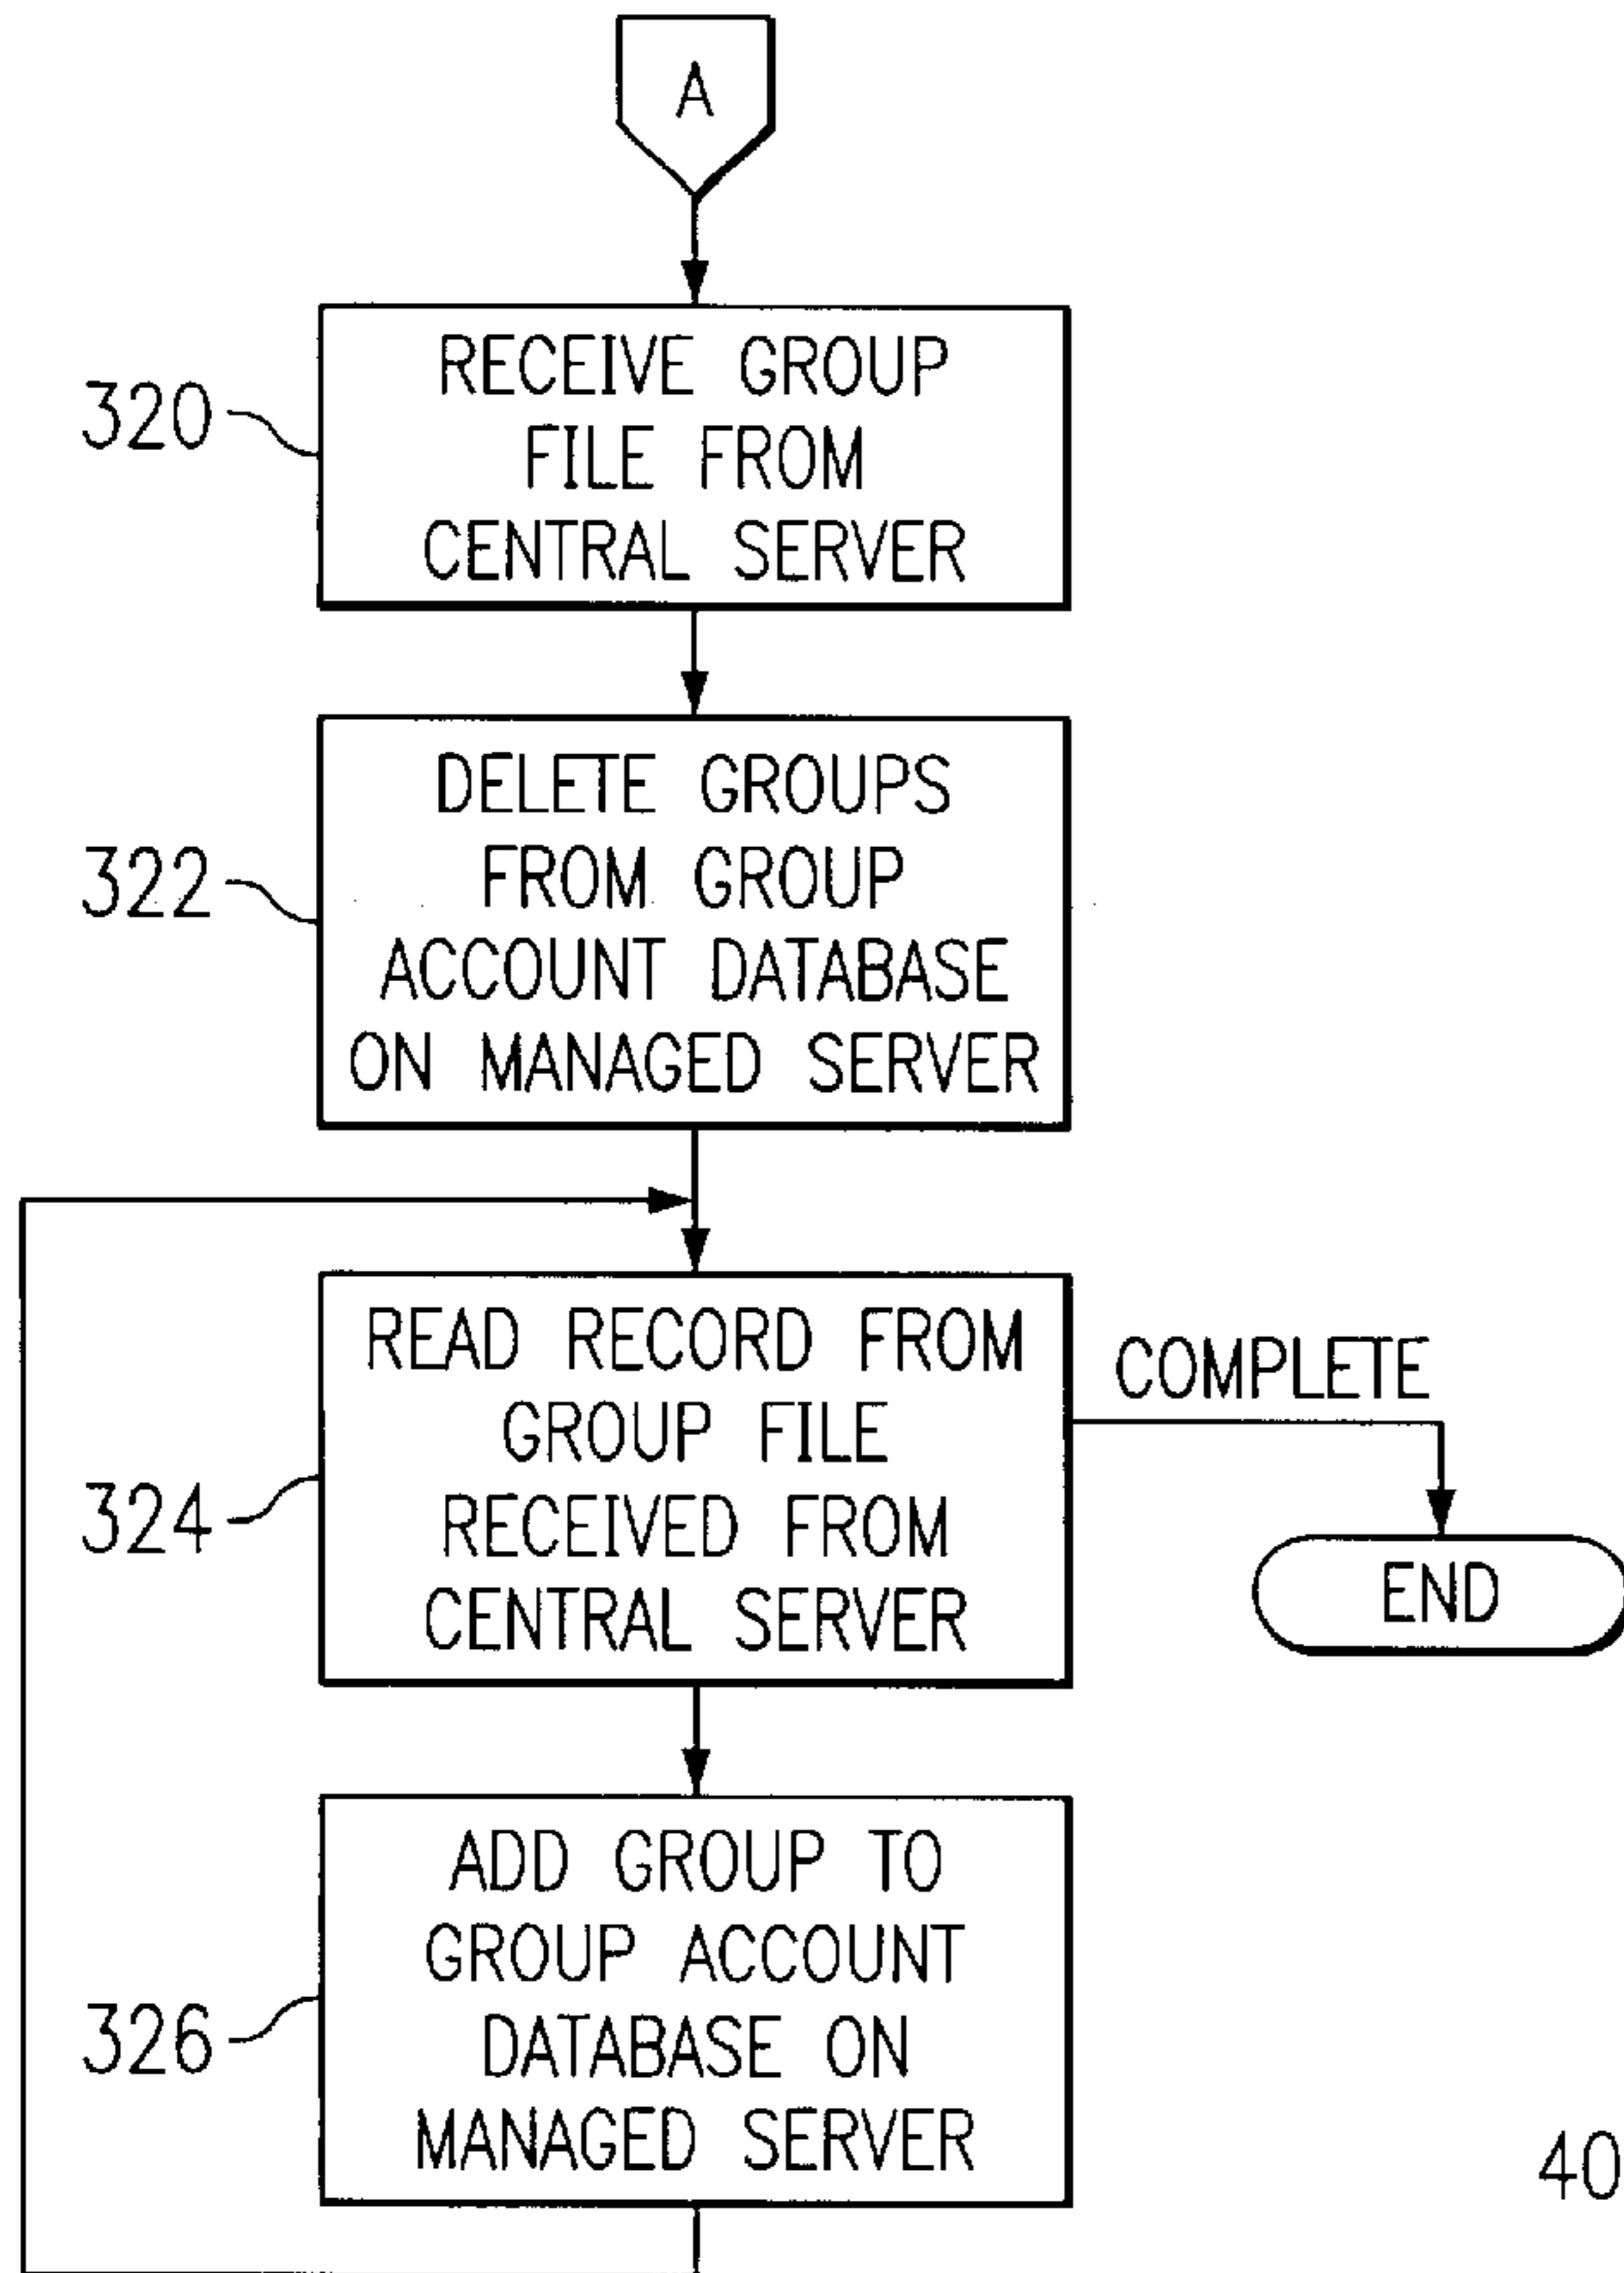 A
320
RECEIVE GROUP
FILE FROM
CENTRAL SERVER
322
DELETE GROUPS
FROM GROUP
ACCOUNT DATABASE
ON MANAGED SERVER
324
READ RECORD FROM
GROUP FILE
RECEIVED FROM
CENTRAL SERVER
COMPLETE
END
326
ADD GROUP TO
GROUP ACCOUNT
DATABASE ON
MANAGED SERVER
40